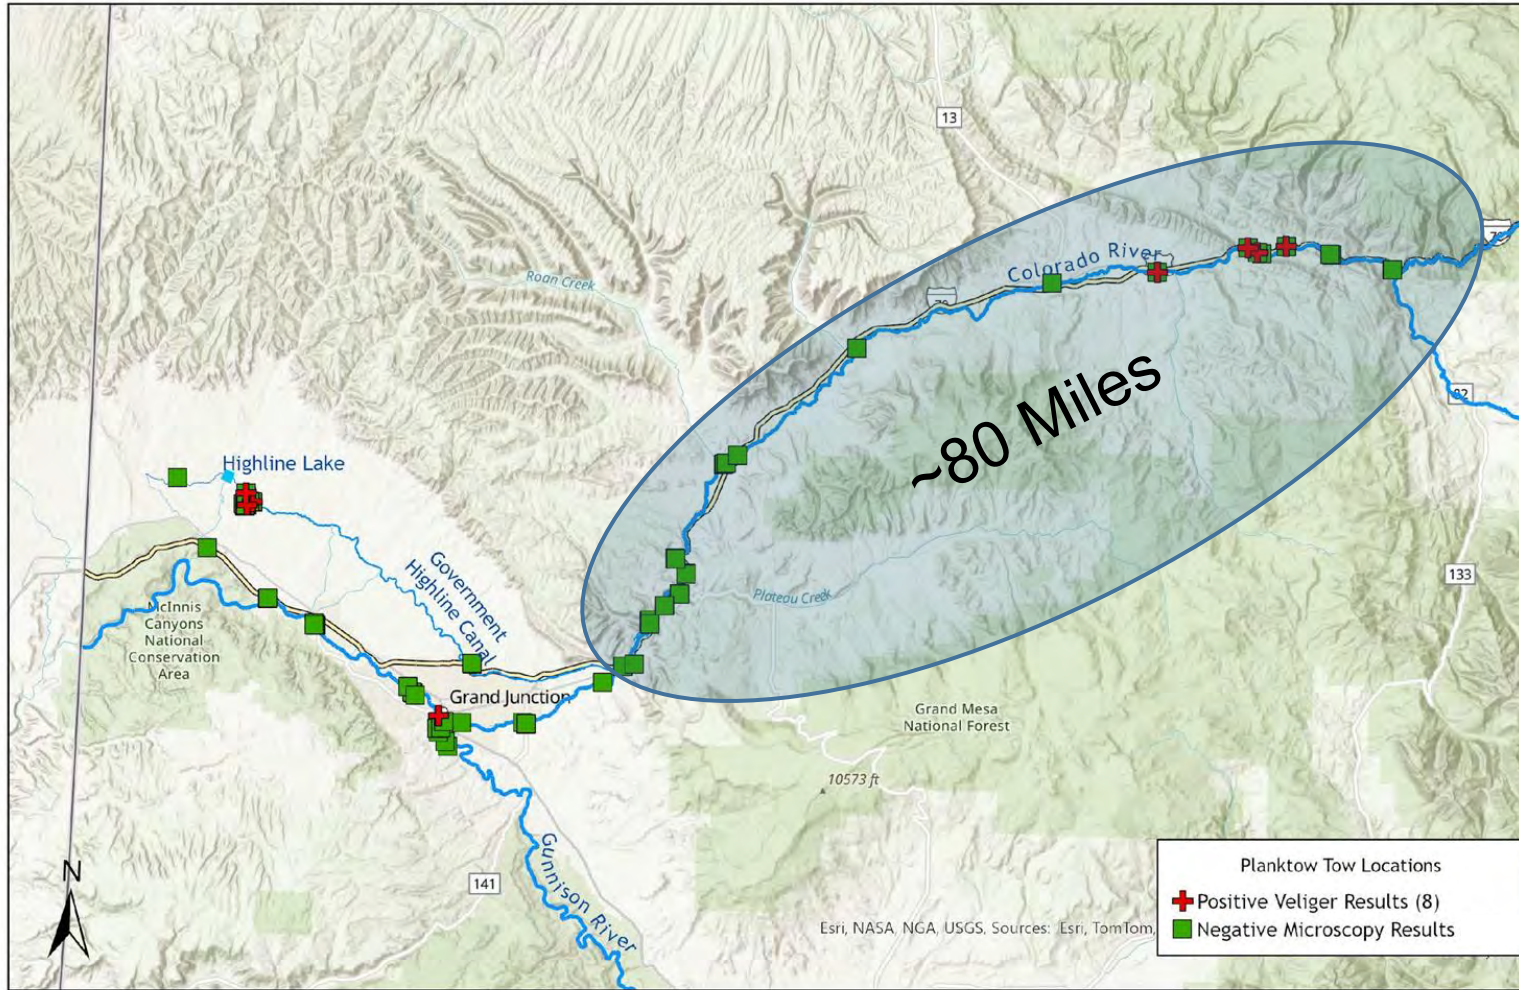 13
Colorado River
70
Roan Creek
~80 Miles
82
Highline Lake
133
Government
Highline Canal
Plateau Creek
McInnis
Canyons
National
Conservation
Area
Grand Junction
Grand Mesa
National Forest
10573 ft
N
141
Gunnison River
Planktow Tow Locations
Positive Veliger Results (8)
Negative Microscopy Results
Esri, NASA, NGA, USGS, Sources: Esri, TomTom,